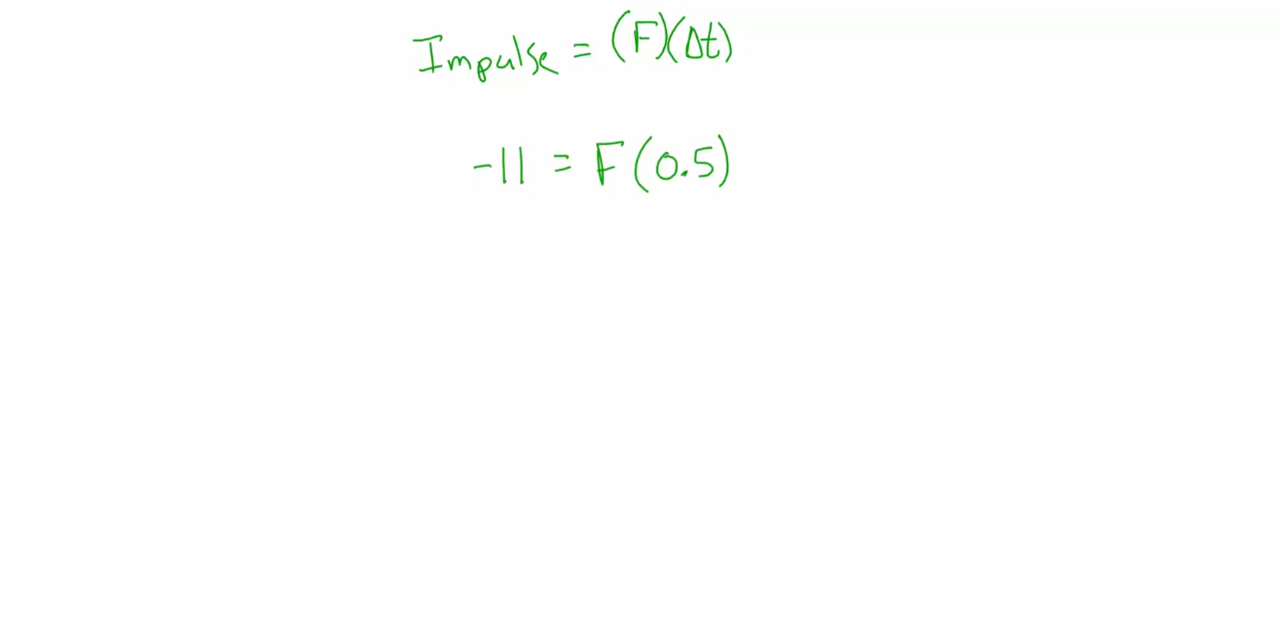 Impulse = (F)(Δt)
-11 = F(0.5)